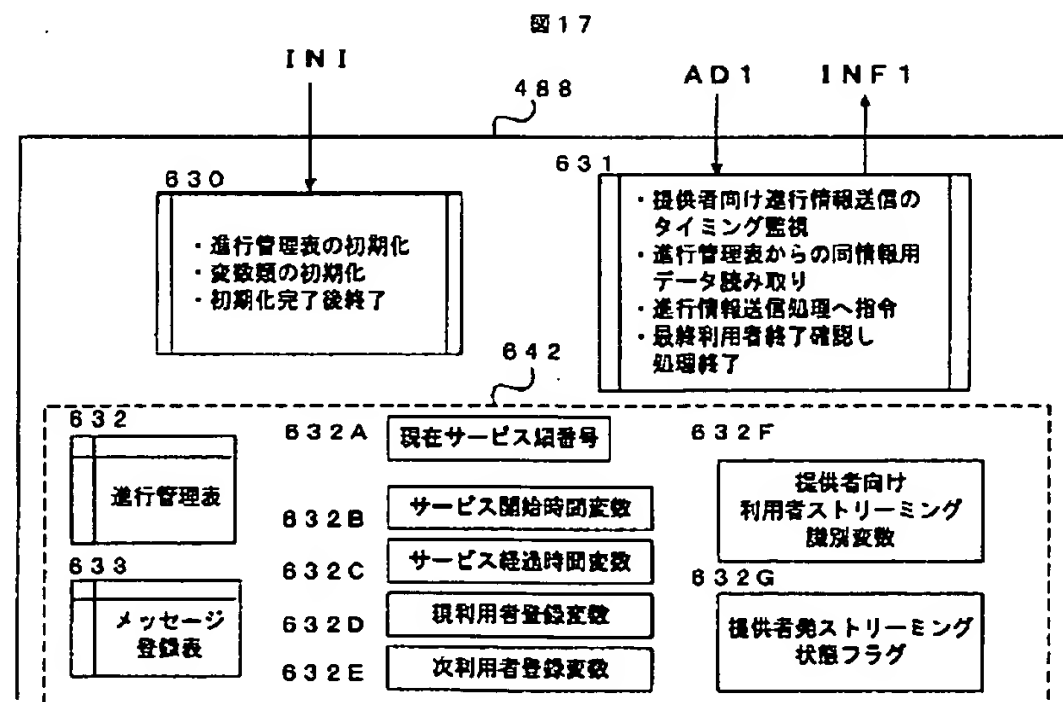 図17
INI
AD1
INF1
488
630
・進行管理表の初期化
・変数類の初期化
・初期化完了後終了
631
・提供者向け進行情報送信の
タイミング監視
・進行管理表からの同情報用
データ読み取り
・進行情報送信処理へ指令
・最終利用者終了確認し
処理終了
642
632
進行管理表
633
メッセージ
登録表
632A
現在サービス順番号
632B
サービス開始時間変数
632C
サービス経過時間変数
632D
現利用者登録変数
632E
次利用者登録変数
632F
提供者向け
利用者ストリーミング
識別変数
632G
提供者発ストリーミング
状態フラグ